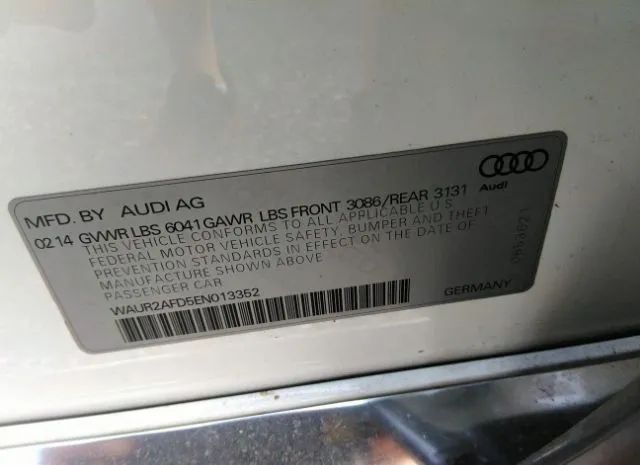 MFD. BY AUDI AG
0214 GVWR LBS 6041 GAWR LBS FRONT 3086/REAR 3131
THIS VEHICLE CONFORMS TO ALL APPLICABLE U.S.
FEDERAL MOTOR VEHICLE SAFETY, BUMPER AND THEFT
PREVENTION STANDARDS IN EFFECT ON THE DATE OF
MANUFACTURE SHOWN ABOVE
PASSENGER CAR
WAUR2AFD5EN013352
GERMANY
Audi